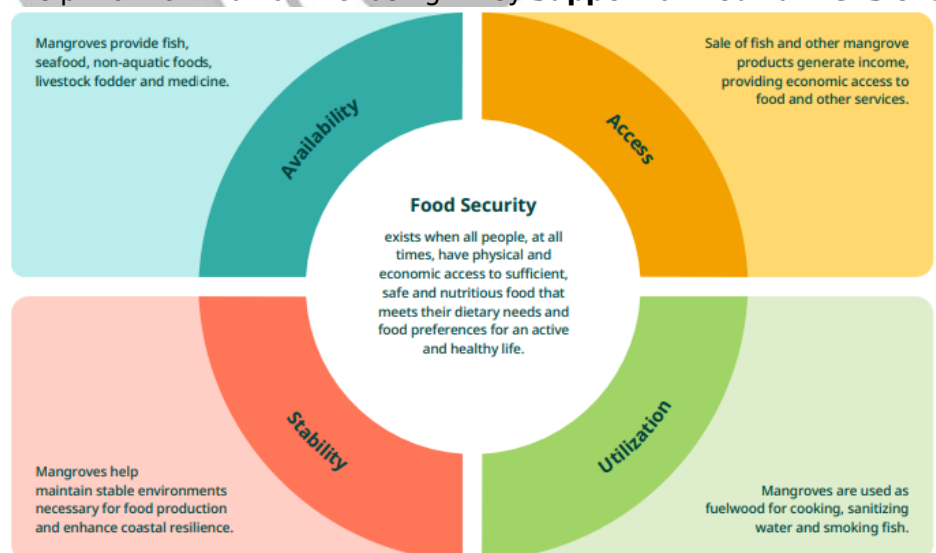 Mangroves provide fish,
seafood, non-aquatic foods,
livestock fodder and medicine.
Availability
Sale of fish and other mangrove
products generate income,
providing economic access to
food and other services.
Access
Food Security
exists when all people, at all
times, have physical and
economic access to sufficient,
safe and nutritious food that
meets their dietary needs and
food preferences for an active
and healthy life.
Stability
Mangroves help
maintain stable environments
necessary for food production
and enhance coastal resilience.
Utilization
Mangroves are used as
fuelwood for cooking, sanitizing
water and smoking fish.